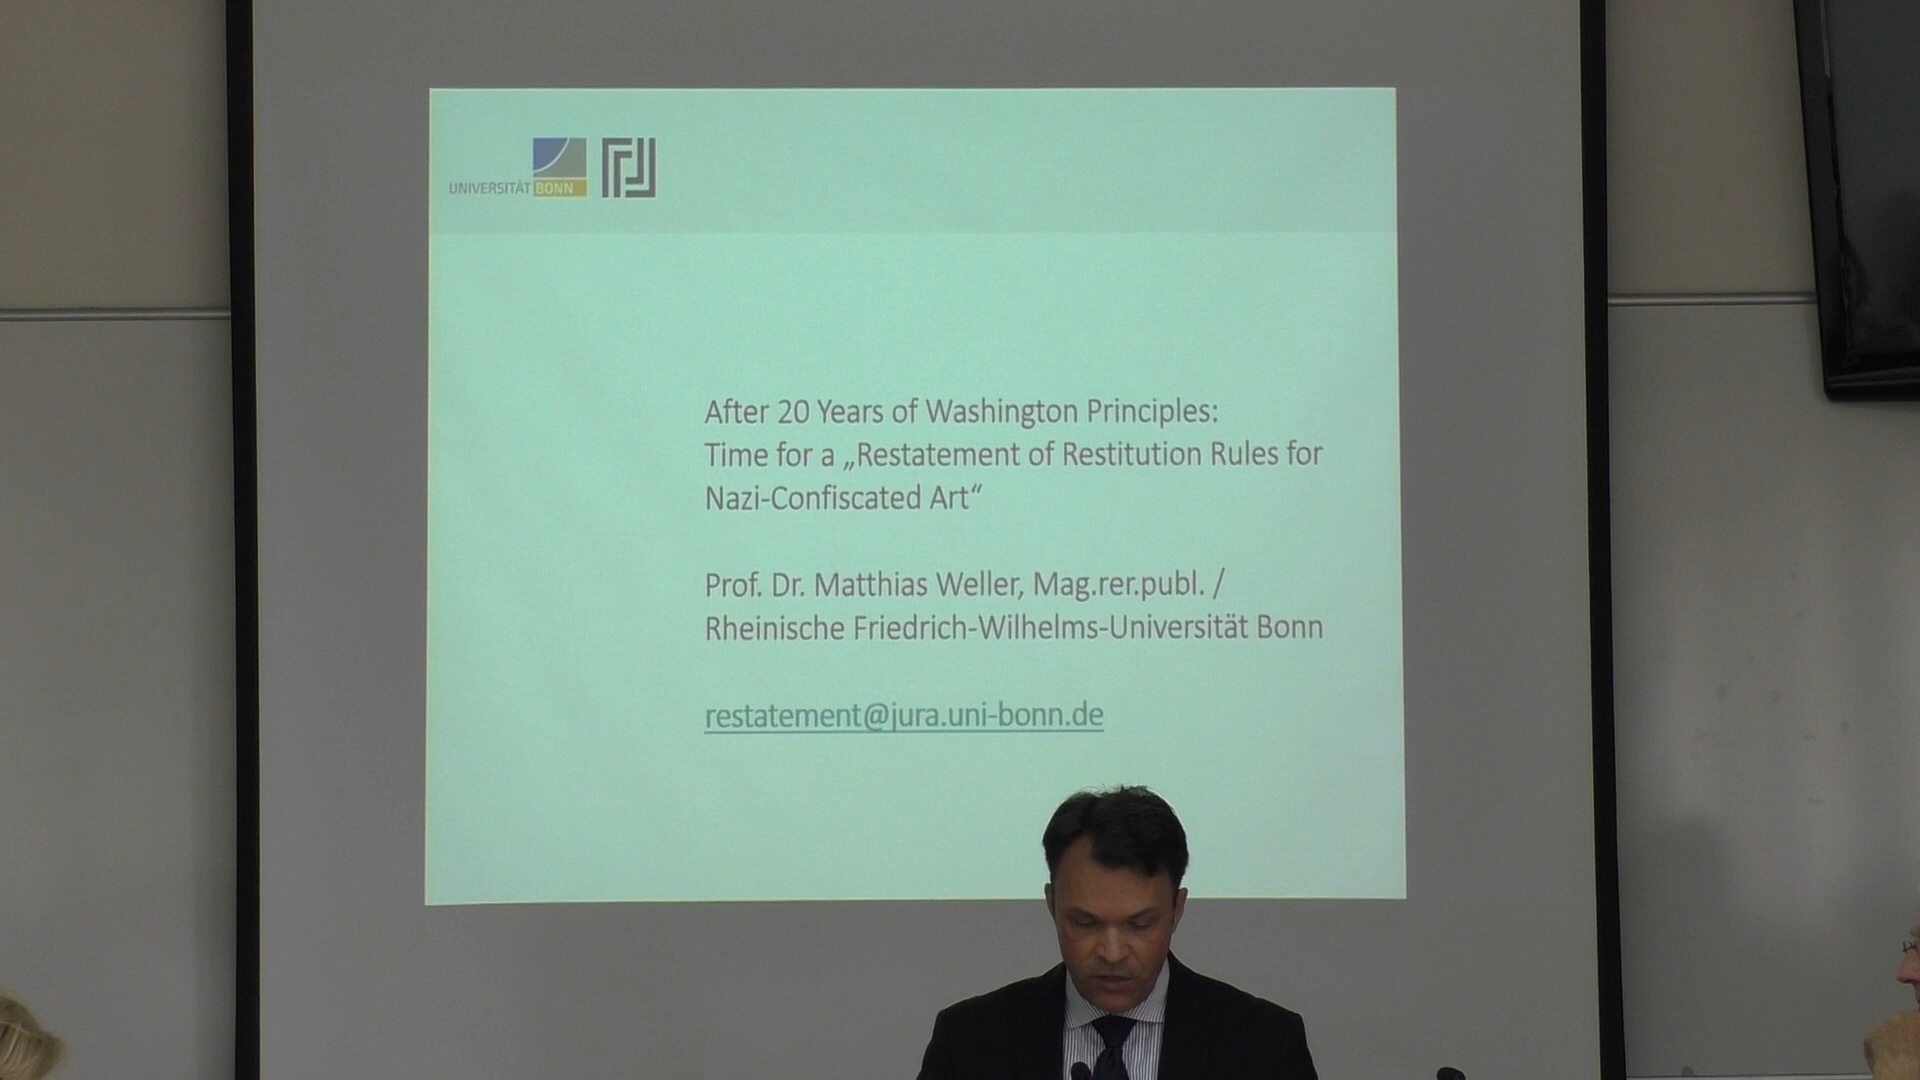 UNIVERSITÄT BONN
After 20 Years of Washington Principles:
Time for a „Restatement of Restitution Rules for
Nazi-Confiscated Art“
Prof. Dr. Matthias Weller, Mag.rer.publ. /
Rheinische Friedrich-Wilhelms-Universität Bonn
restatement@jura.uni-bonn.de